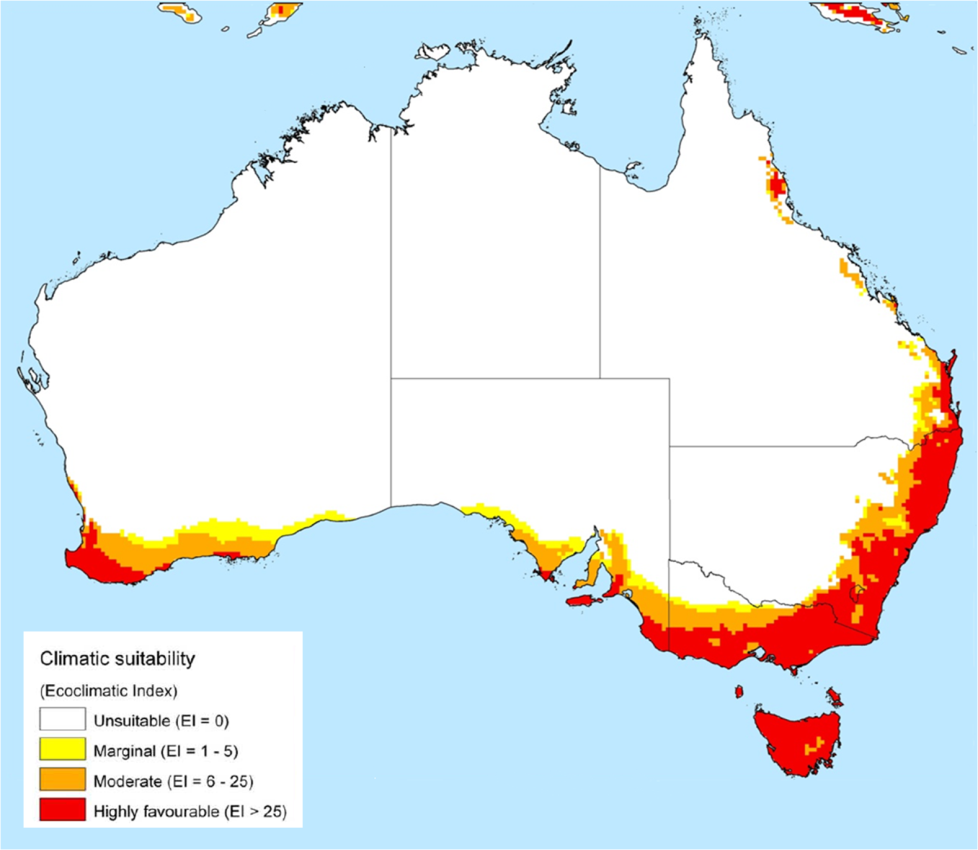 Climatic suitability
(Ecoclimatic Index)
Unsuitable (EI = 0)
Marginal (EI = 1 - 5)
Moderate (EI = 6 - 25)
Highly favourable (EI > 25)